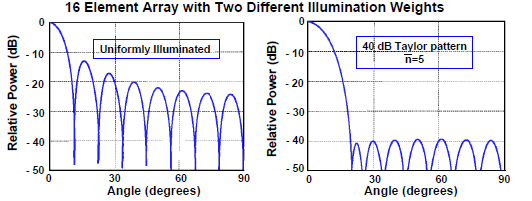 16 Element Array with Two Different Illumination Weights
Relative Power (dB)
0
- 10
- 20
- 30
- 40
- 50
Uniformly Illuminated
0
30
60
90
Angle (degrees)
Relative Power (dB)
0
- 10
- 20
- 30
- 40
- 50
40 dB Taylor pattern
n̅=5
0
30
60
90
Angle (degrees)